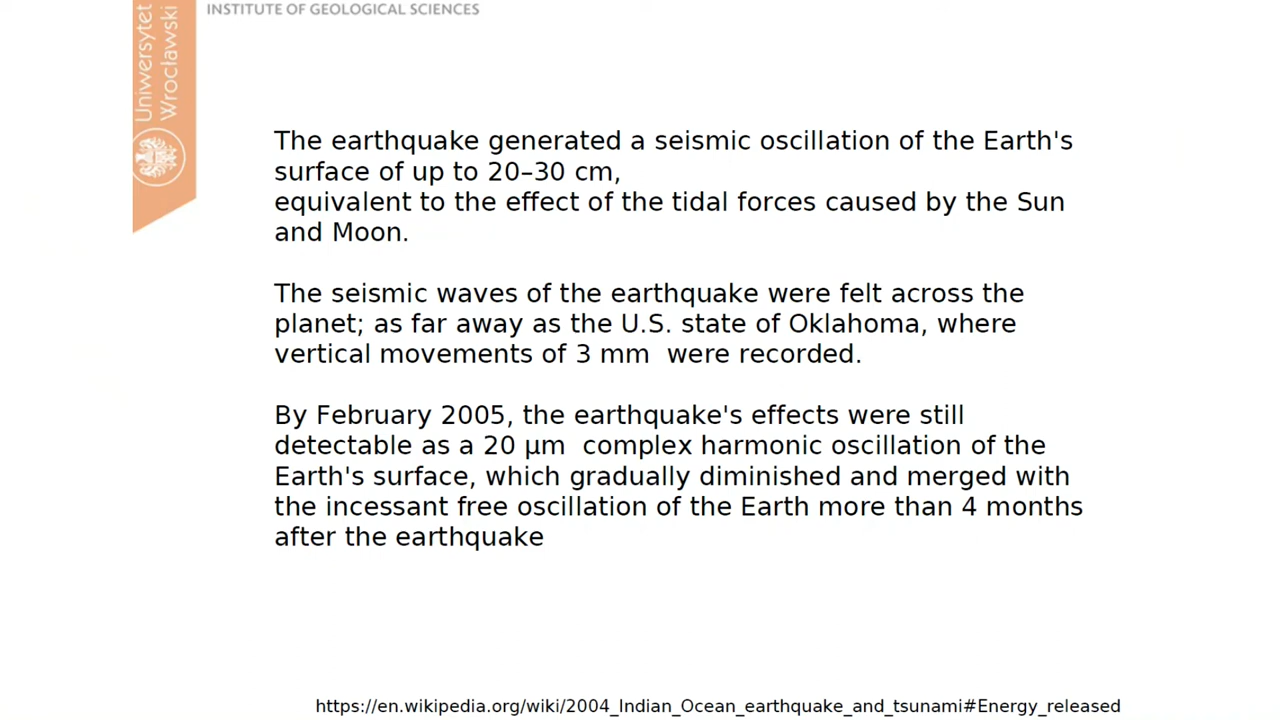 INSTITUTE OF GEOLOGICAL SCIENCES
Uniwersytet
Wrocławski
The earthquake generated a seismic oscillation of the Earth's
surface of up to 20–30 cm,
equivalent to the effect of the tidal forces caused by the Sun
and Moon.
The seismic waves of the earthquake were felt across the
planet; as far away as the U.S. state of Oklahoma, where
vertical movements of 3 mm  were recorded.
By February 2005, the earthquake's effects were still
detectable as a 20 µm  complex harmonic oscillation of the
Earth's surface, which gradually diminished and merged with
the incessant free oscillation of the Earth more than 4 months
after the earthquake
https://en.wikipedia.org/wiki/2004_Indian_Ocean_earthquake_and_tsunami#Energy_released